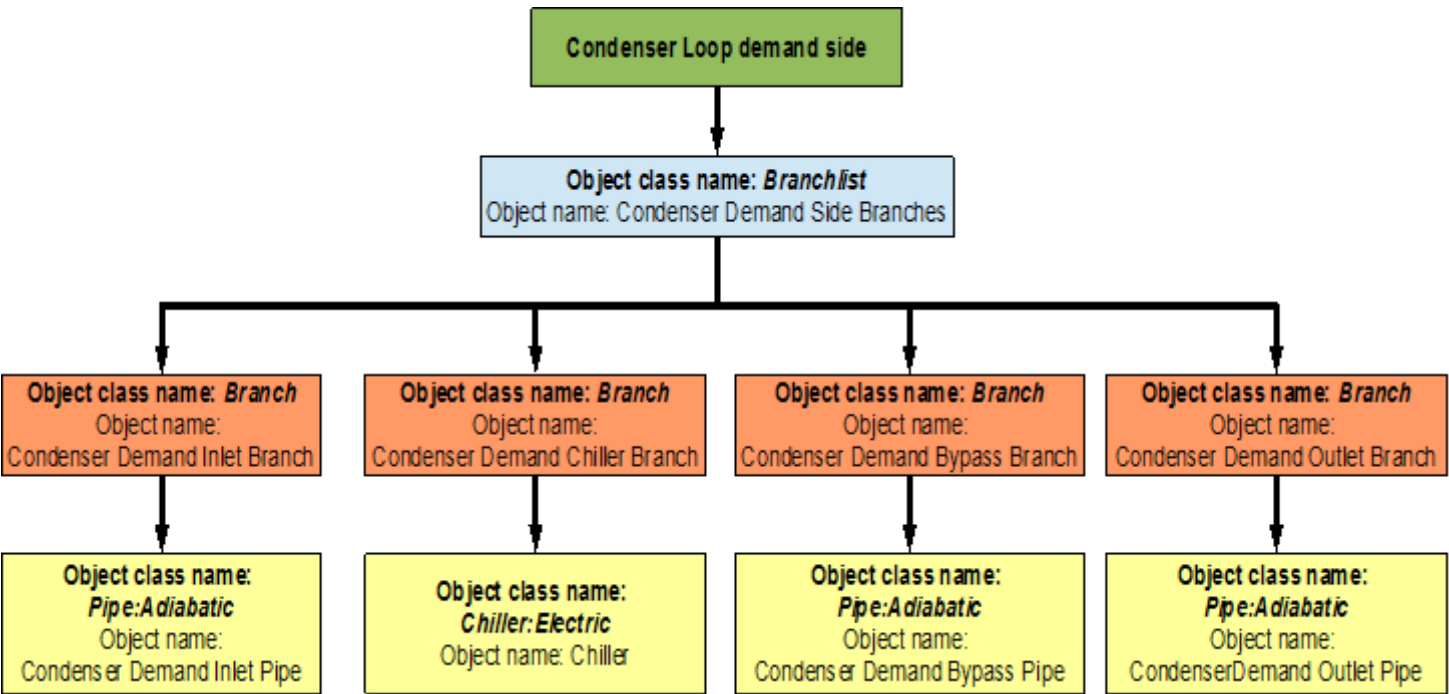 Condenser Loop demand side
Object class name: Branchlist
Object name: Condenser Demand Side Branches
Object class name: Branch
Object name:
Condenser Demand Inlet Branch
Object class name: Branch
Object name:
Condenser Demand Chiller Branch
Object class name: Branch
Object name:
Condenser Demand Bypass Branch
Object class name: Branch
Object name:
Condenser Demand Outlet Branch
Object class name:
Pipe:Adiabatic
Object name:
Condenser Demand Inlet Pipe
Object class name:
Chiller:Electric
Object name: Chiller
Object class name:
Pipe:Adiabatic
Object name:
Condenser Demand Bypass Pipe
Object class name:
Pipe:Adiabatic
Object name:
CondenserDemand Outlet Pipe